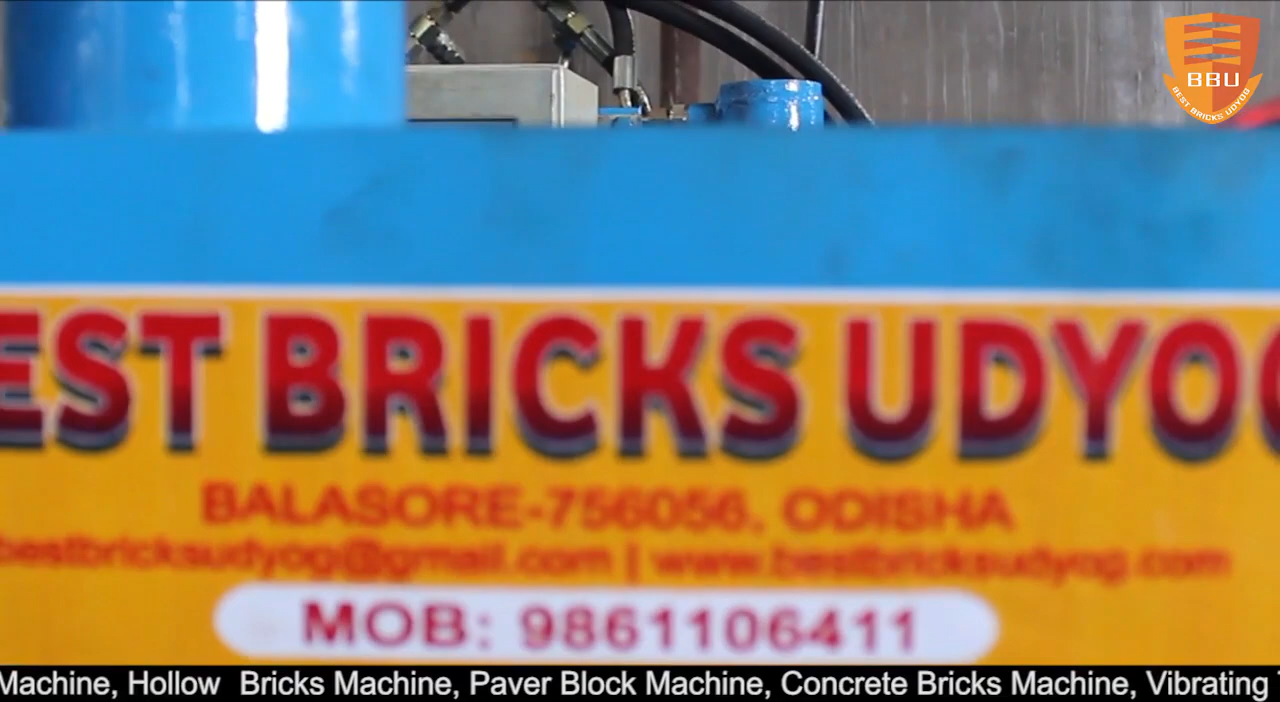 BBU
BEST BRICKS UDYOG
EST BRICKS UDYOG
BALASORE-756056, ODISHA
bestbricksudyog@gmail.com | www.bestbricksudyog.com
MOB: 9861106411
Machine, Hollow Bricks Machine, Paver Block Machine, Concrete Bricks Machine, Vibrating